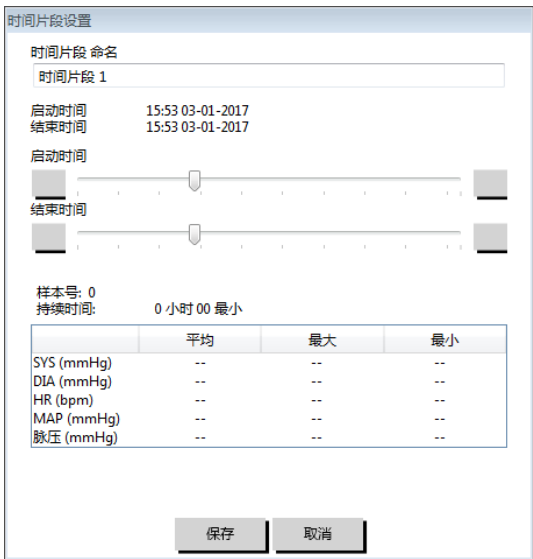 时间片段设置
时间片段 命名
时间片段 1
启动时间 15:53 03-01-2017
结束时间 15:53 03-01-2017
启动时间
结束时间
样本号: 0
持续时间: 0 小时 00 最小
平均 最大 最小
SYS (mmHg) -- -- --
DIA (mmHg) -- -- --
HR (bpm) -- -- --
MAP (mmHg) -- -- --
脉压 (mmHg) -- -- --
保存 取消